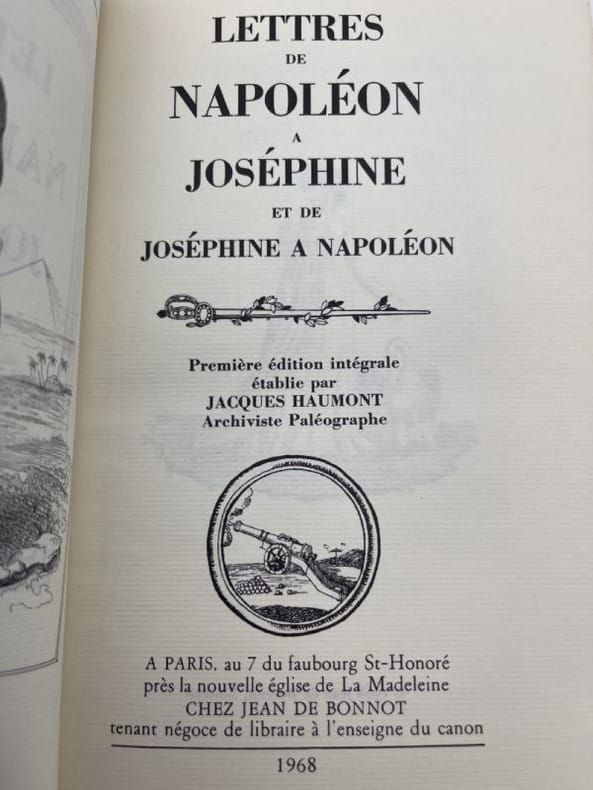 LETTRES
DE
NAPOLÉON
A
JOSÉPHINE
ET DE
JOSÉPHINE A NAPOLÉON
Première édition intégrale
établie par
JACQUES HAUMONT
Archiviste Paléographe
A PARIS, au 7 du faubourg St-Honoré
près la nouvelle église de La Madeleine
CHEZ JEAN DE BONNOT
tenant négoce de libraire à l'enseigne du canon
1968